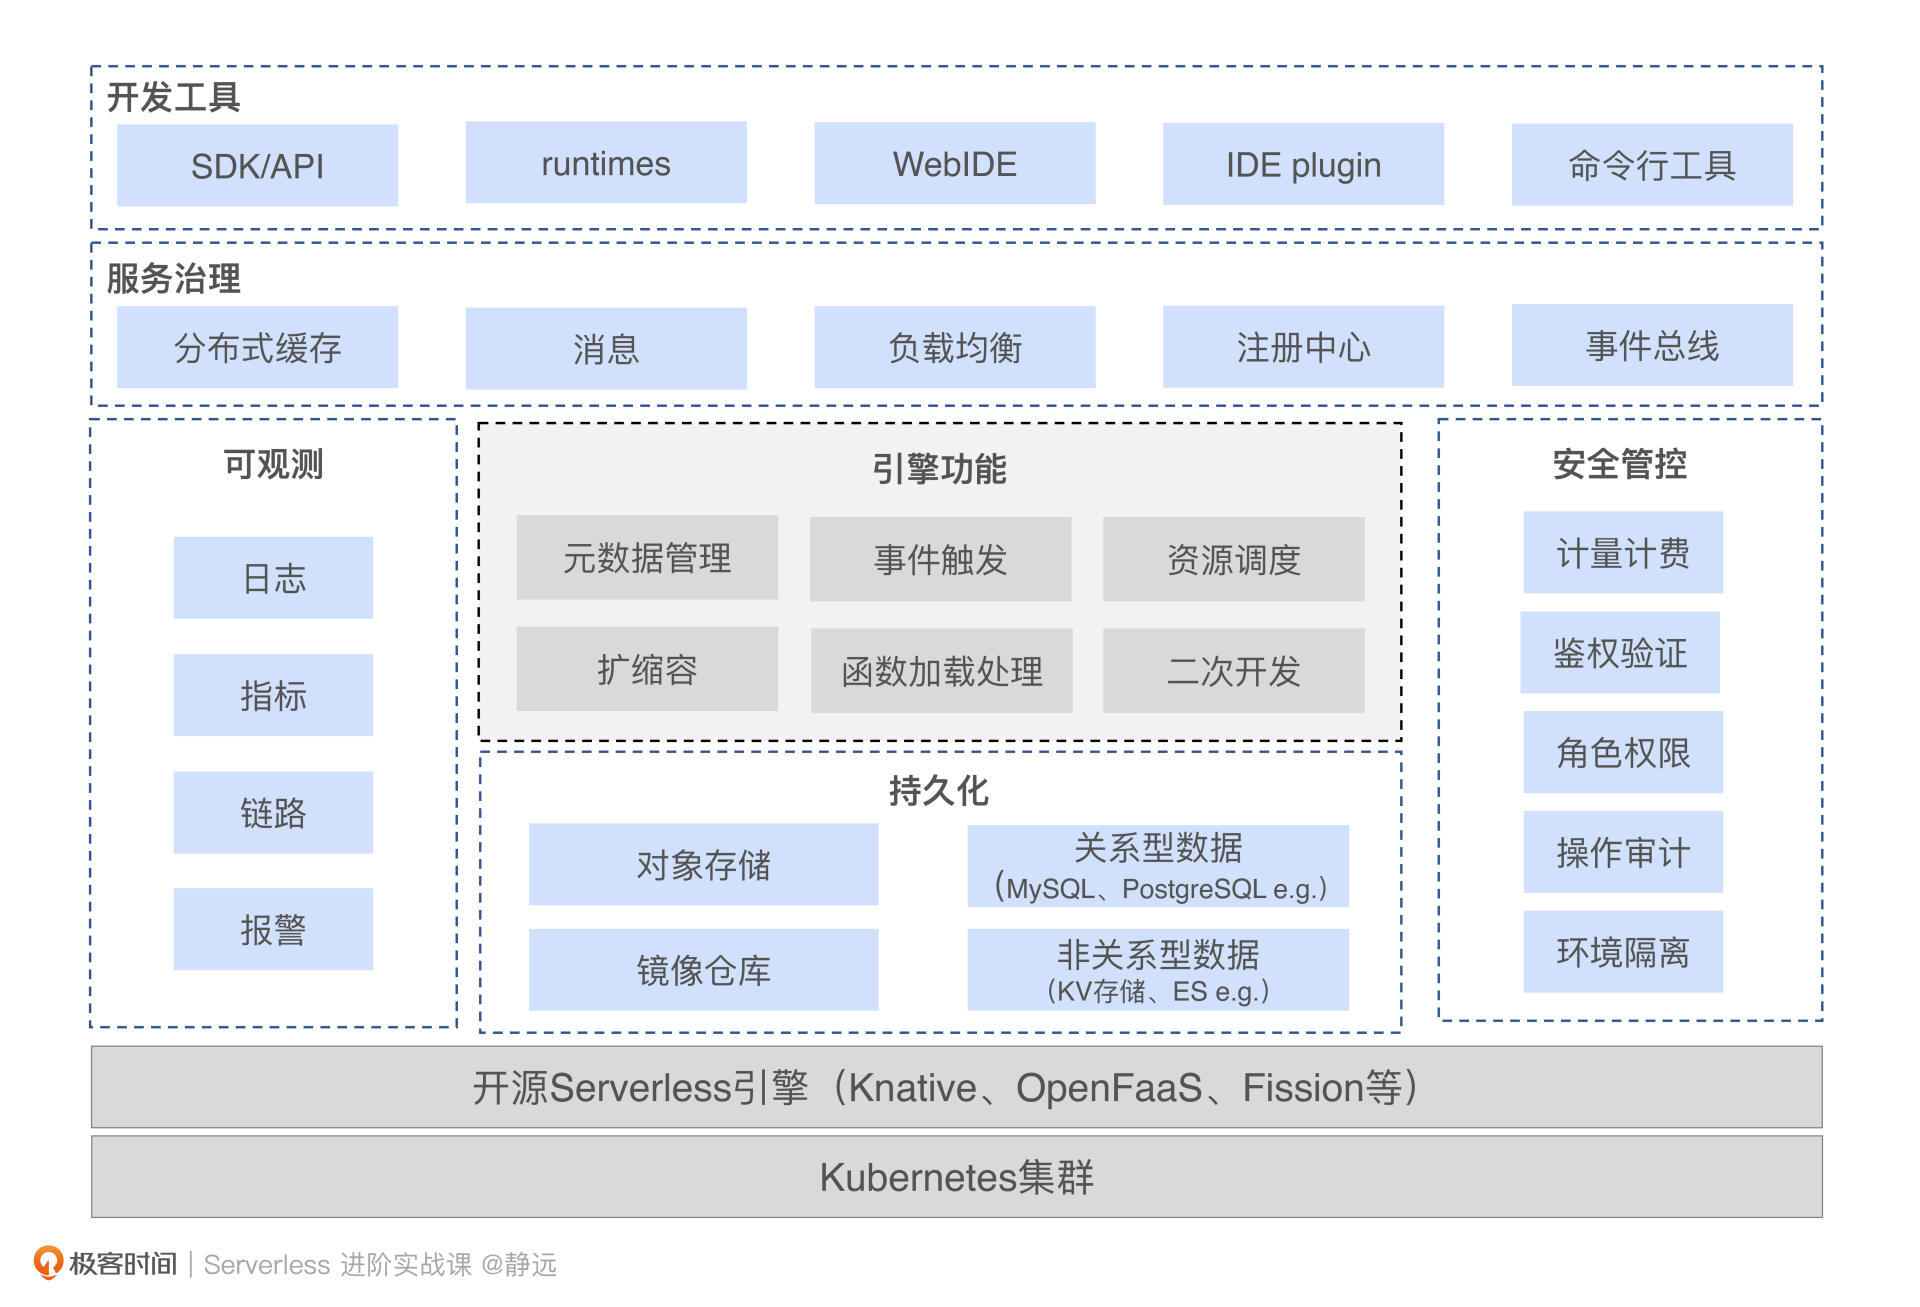 开发工具
SDK/API
runtimes
WebIDE
IDE plugin
命令行工具
服务治理
分布式缓存
消息
负载均衡
注册中心
事件总线
可观测
日志
指标
链路
报警
引擎功能
元数据管理
事件触发
资源调度
扩缩容
函数加载处理
二次开发
持久化
对象存储
关系型数据
（MySQL、PostgreSQL e.g.）
镜像仓库
非关系型数据
（KV存储、ES e.g.）
安全管控
计量计费
鉴权验证
角色权限
操作审计
环境隔离
开源Serverless引擎（Knative、OpenFaaS、Fission等）
Kubernetes集群
极客时间 | Serverless 进阶实战课 @静远